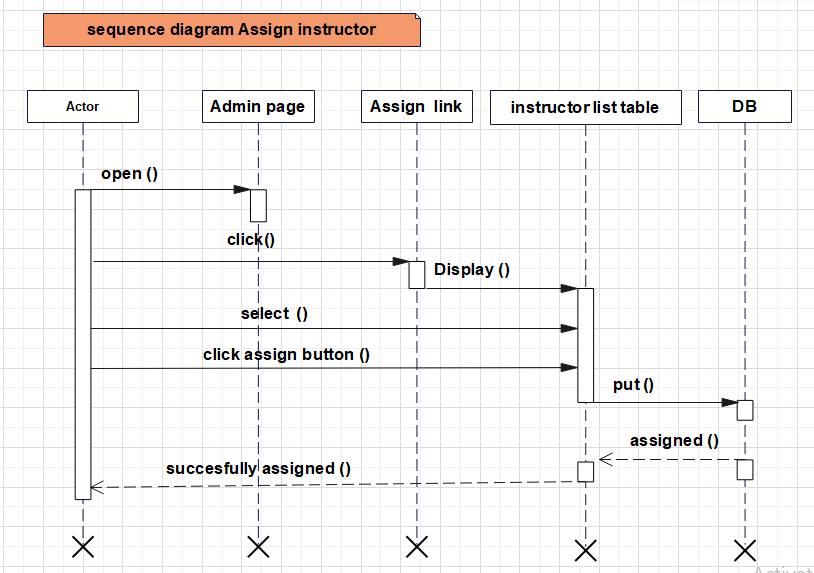 sequence diagram Assign instructor
Actor
Admin page
Assign link
instructor list table
DB
open ()
click()
Display ()
select ()
click assign button ()
put ()
assigned ()
succesfully assigned ()